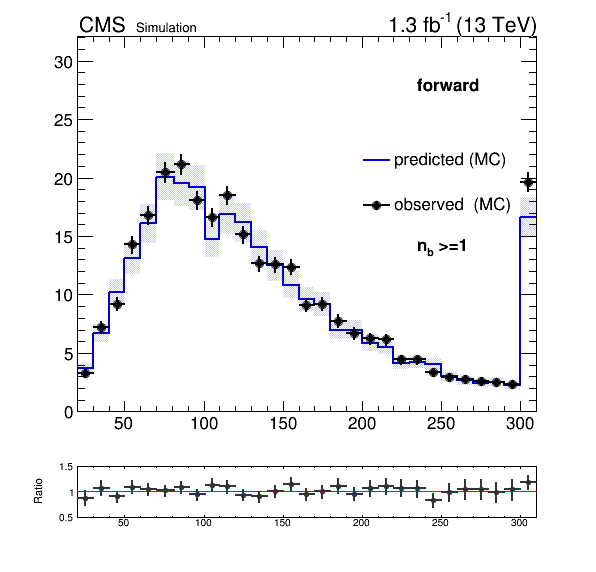 CMS Simulation 1.3 fb-1 (13 TeV)
30
forward
25
predicted (MC)
20
observed (MC)
nb >=1
15
10
5
0
50 100 150 200 250 300
1.5
1
0.5
Ratio
50 100 150 200 250 300